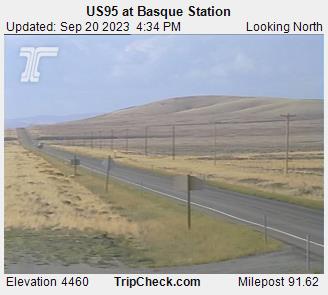 US95 at Basque Station
Updated: Sep 20 2023 4:34 PM Looking North
Elevation 4460 TripCheck.com Milepost 91.62